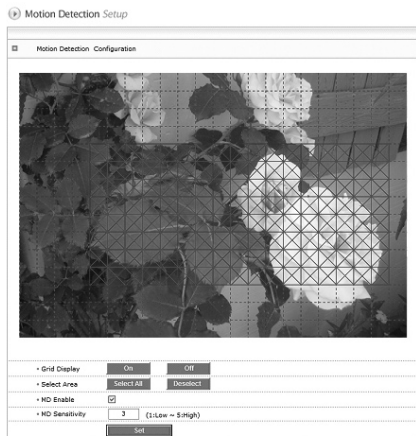 Motion Detection Setup
Motion Detection Configuration
• Grid Display On Off
• Select Area Select All Deselect
• MD Enable
• MD Sensitivity 3 (1:Low ~ 5:High)
Set